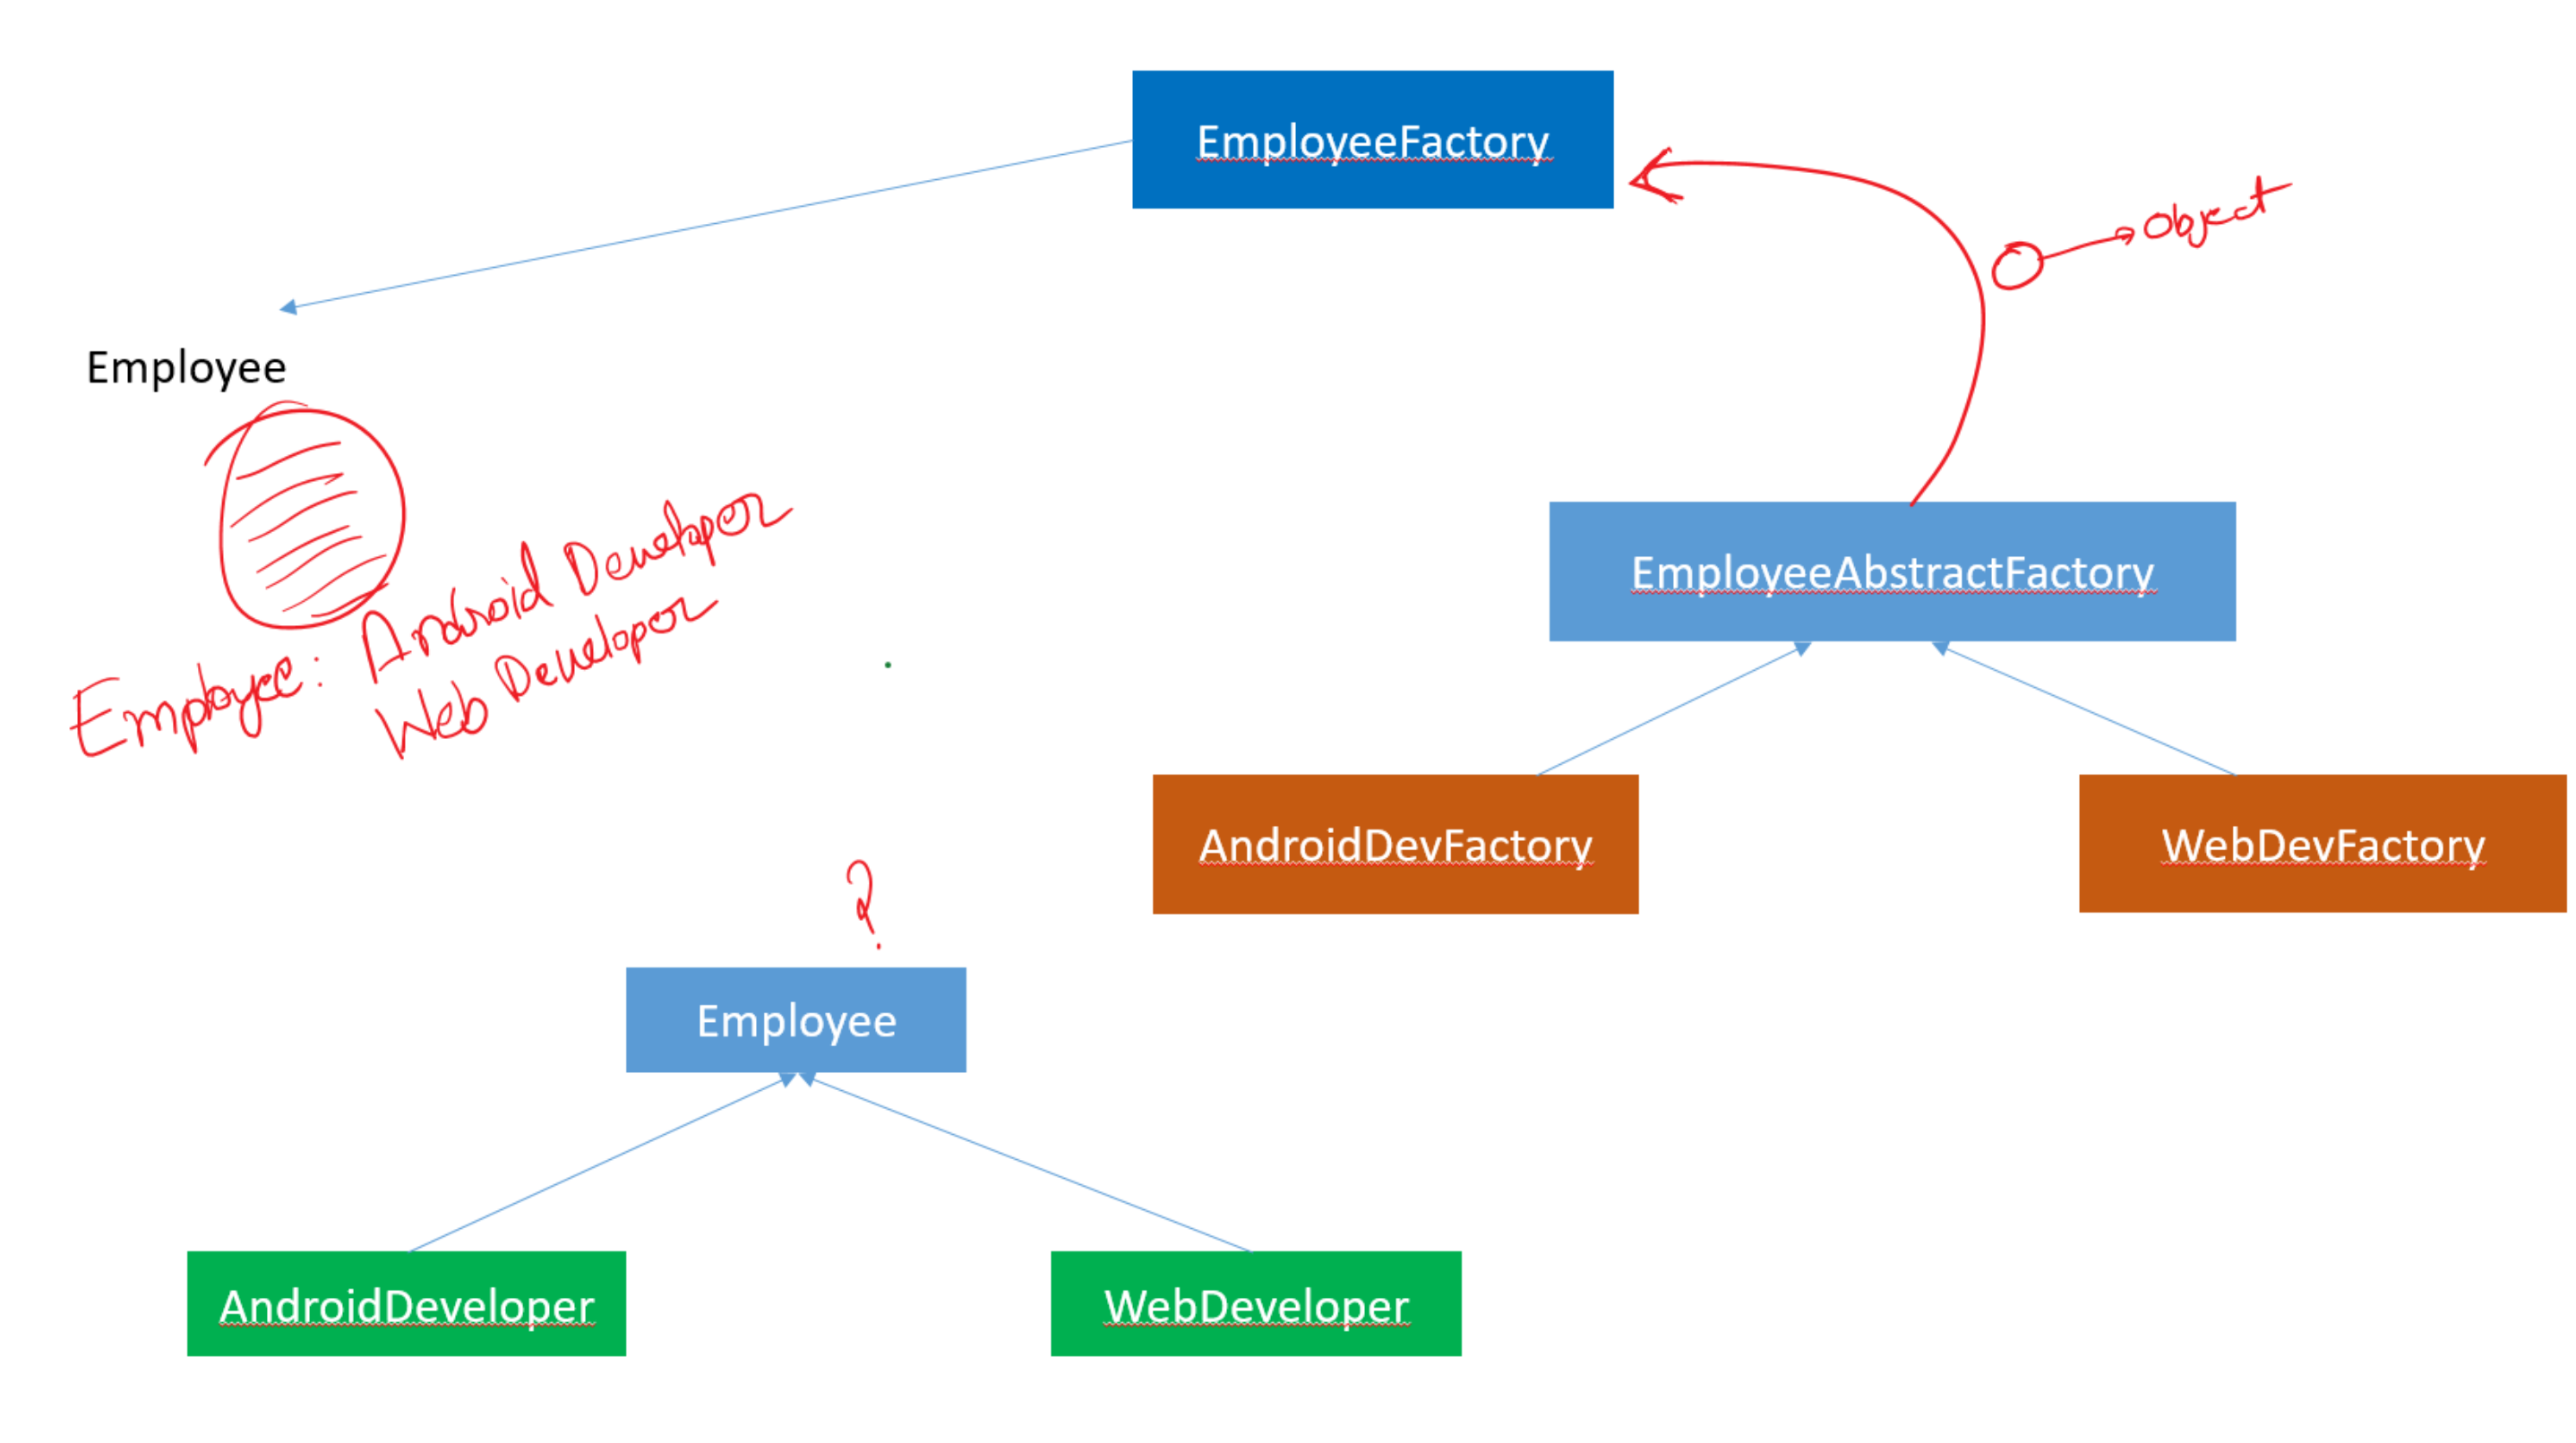 EmployeeFactory
Object
Employee
EmployeeAbstractFactory
Employee: Android Developer
Web Developer
AndroidDevFactory
WebDevFactory
?
Employee
AndroidDeveloper
WebDeveloper